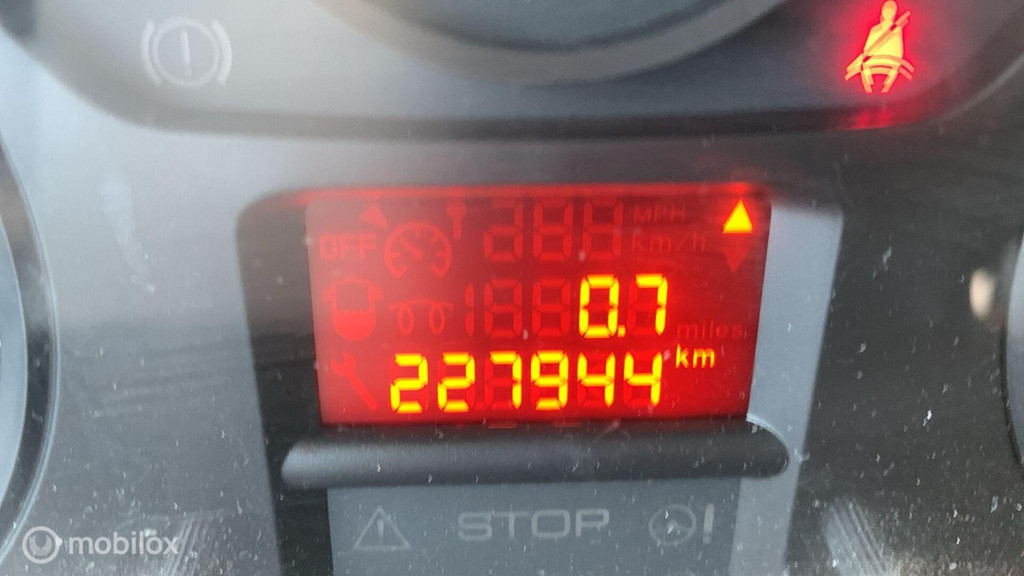 OFF MPH
km/h
0.7 miles
227944 km
STOP !
mobilox